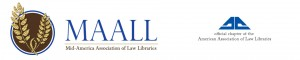 MAALL
Mid-America Association of Law Libraries
official chapter of the
American Association of Law Libraries